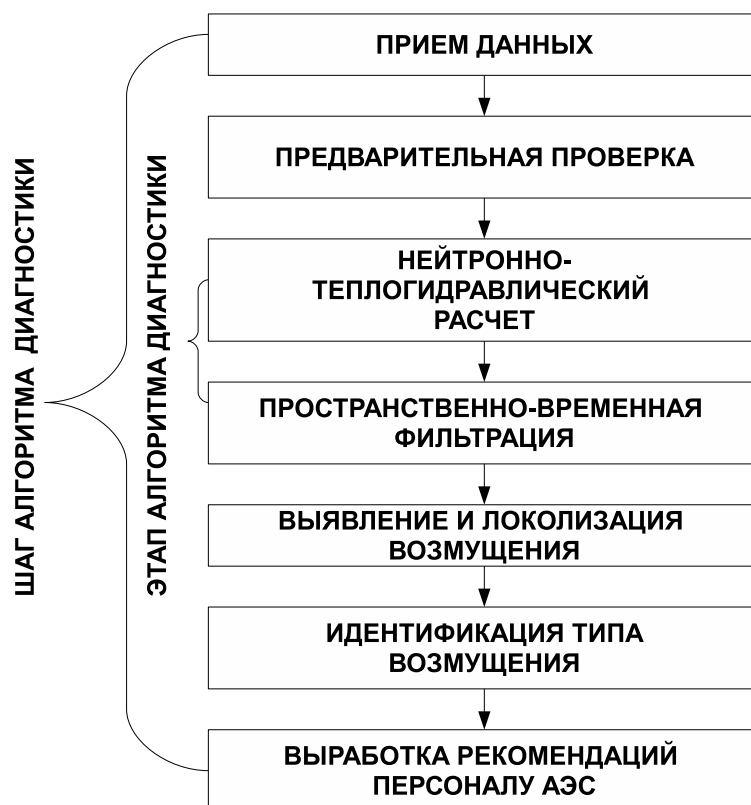 ШАГ АЛГОРИТМА ДИАГНОСТИКИ
ЭТАП АЛГОРИТМА ДИАГНОСТИКИ
ПРИЕМ ДАННЫХ
ПРЕДВАРИТЕЛЬНАЯ ПРОВЕРКА
НЕЙТРОННО-
ТЕПЛОГИДРАВЛИЧЕСКИЙ
РАСЧЕТ
ПРОСТРАНСТВЕННО-ВРЕМЕННАЯ
ФИЛЬТРАЦИЯ
ВЫЯВЛЕНИЕ И ЛОКОЛИЗАЦИЯ
ВОЗМУЩЕНИЯ
ИДЕНТИФИКАЦИЯ ТИПА
ВОЗМУЩЕНИЯ
ВЫРАБОТКА РЕКОМЕНДАЦИЙ
ПЕРСОНАЛУ АЭС